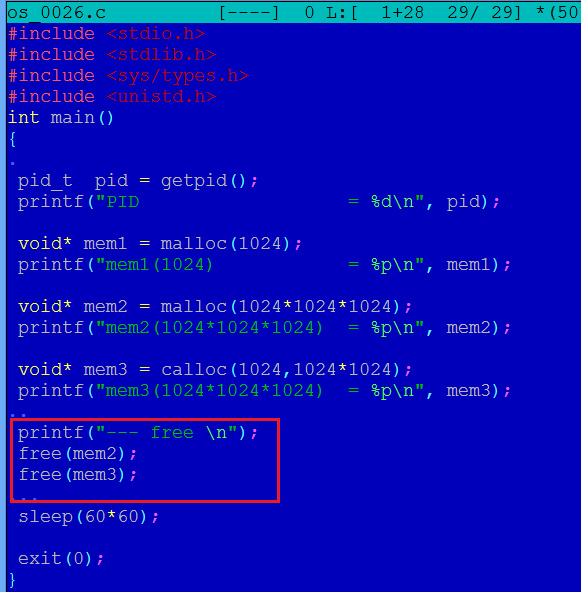 os_0026.c          [----]  0 L:[  1+28  29/ 29] *(50
#include <stdio.h>
#include <stdlib.h>
#include <sys/types.h>
#include <unistd.h>
int main()
{
.
 pid_t  pid = getpid();
 printf("PID                    = %d\n", pid);
 void* mem1 = malloc(1024);
 printf("mem1(1024)             = %p\n", mem1);
 void* mem2 = malloc(1024*1024*1024);
 printf("mem2(1024*1024*1024)  = %p\n", mem2);
 void* mem3 = calloc(1024,1024*1024);
 printf("mem3(1024*1024*1024)  = %p\n", mem3);
..
 printf("--- free \n");
 free(mem2);
 free(mem3);
 ..
 sleep(60*60);
 exit(0);
}